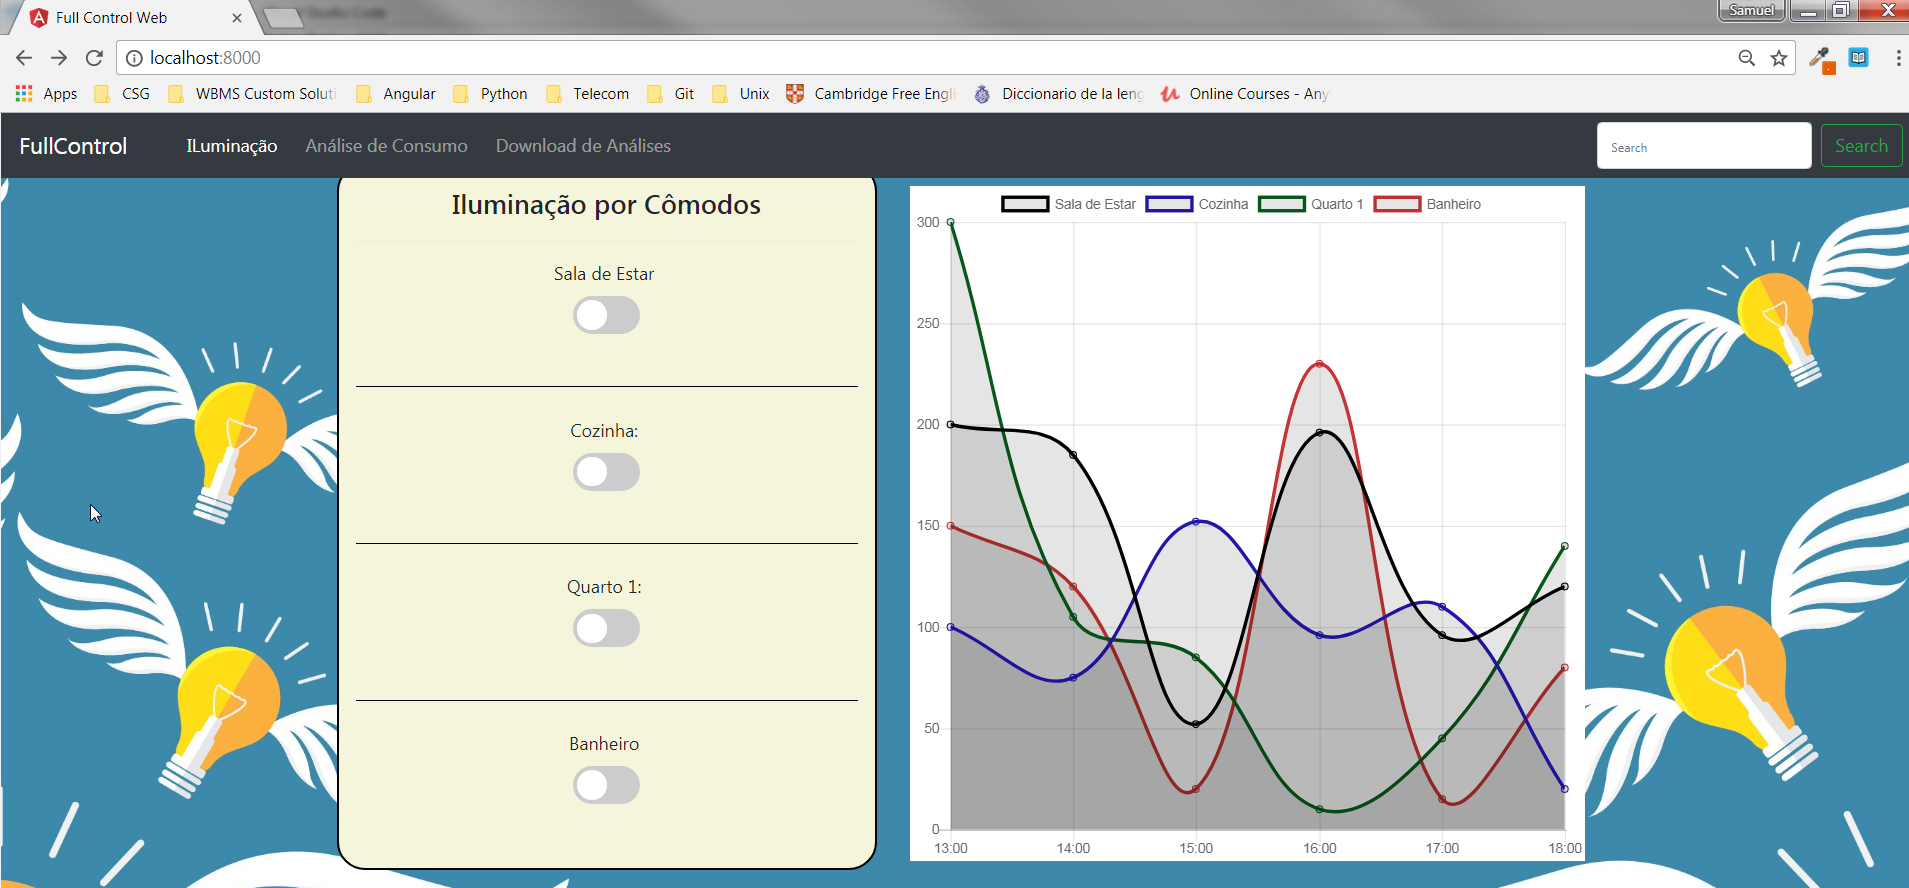 Full Control Web
Samuel
localhost:8000
Apps CSG WBMS Custom Soluti Angular Python Telecom Git Unix Cambridge Free Engli Diccionario de la leng Online Courses - Any
FullControl ILuminação Análise de Consumo Download de Análises Search Search
Iluminação por Cômodos
Sala de Estar
Cozinha:
Quarto 1:
Banheiro
Sala de Estar Cozinha Quarto 1 Banheiro
300
250
200
150
100
50
0
13:00 14:00 15:00 16:00 17:00 18:00